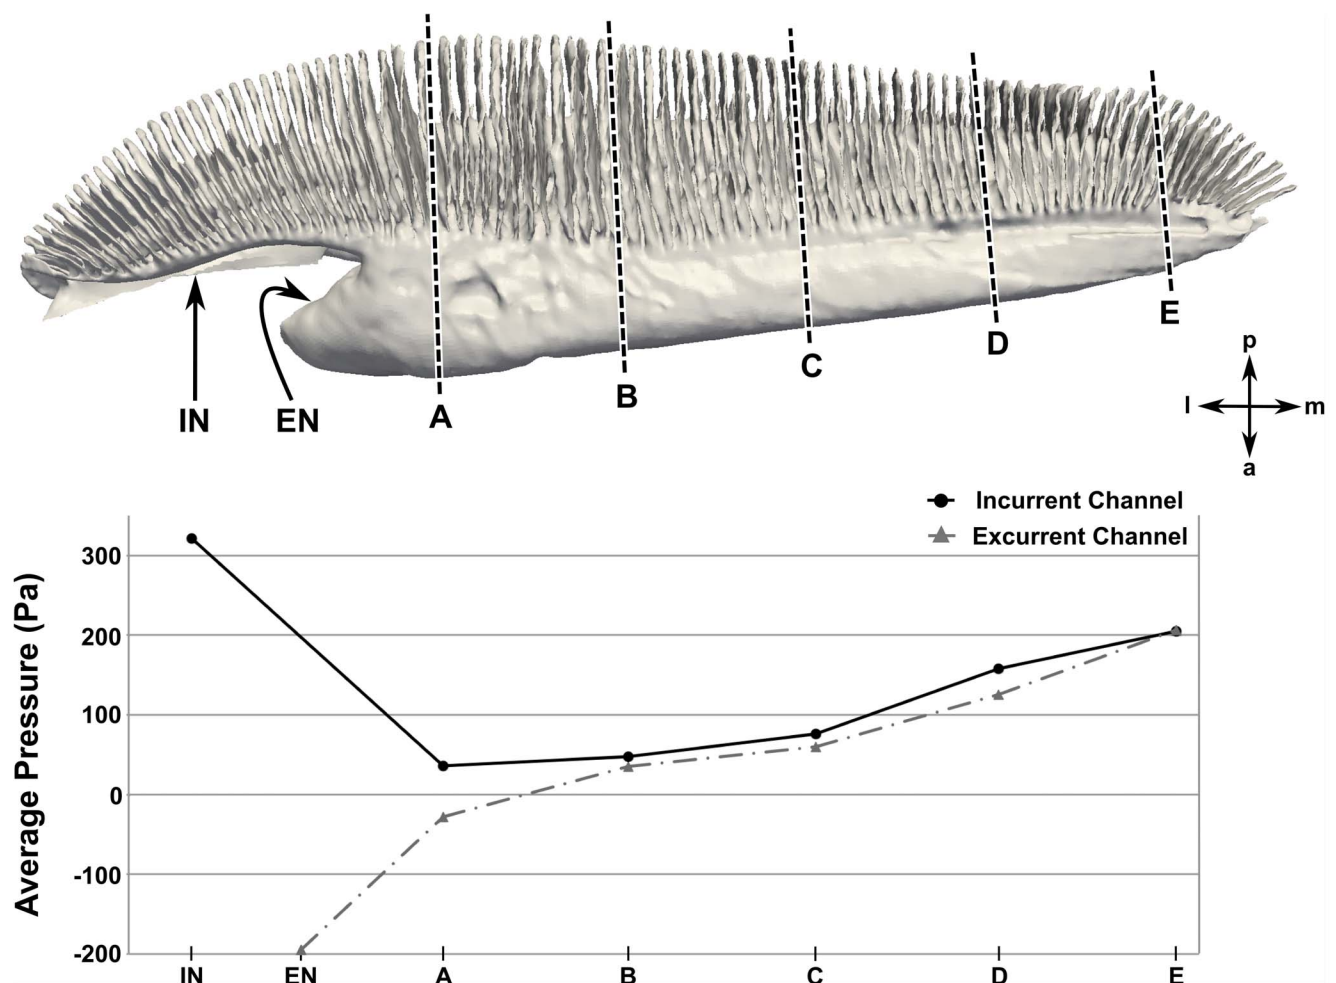 IN
EN
A
B
C
D
E
p
l
m
a
Incurrent Channel
Excurrent Channel
Average Pressure (Pa)
300
200
100
0
-100
-200
IN
EN
A
B
C
D
E